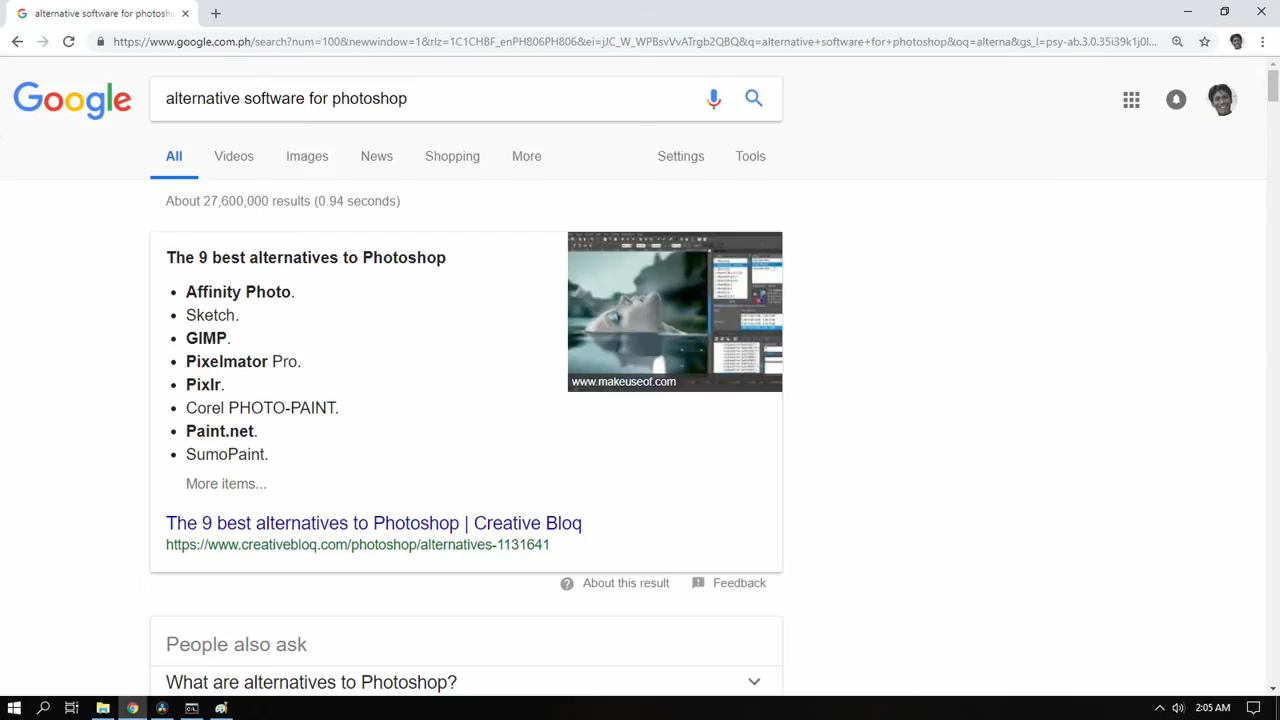 alternative software for photosh
https://www.google.com.ph/search?num=100&newwindow=1&rlz=1C1CHBF_enPH806PH806&ei=jJC_W_WPBsvVvATrgb2QBQ&q=alternative+software+for+photoshop&oq=alterna&gs_l=psy-ab.3.0.35i39k1j0l...
Google
alternative software for photoshop
All Videos Images News Shopping More Settings Tools
About 27,600,000 results (0.94 seconds)
The 9 best alternatives to Photoshop
• Affinity Photo.
• Sketch.
• GIMP.
• Pixelmator Pro.
• Pixlr.
• Corel PHOTO-PAINT.
• Paint.net.
• SumoPaint.
More items...
www.makeuseof.com
The 9 best alternatives to Photoshop | Creative Bloq
https://www.creativebloq.com/photoshop/alternatives-1131641
About this result Feedback
People also ask
What are alternatives to Photoshop?
2:05 AM